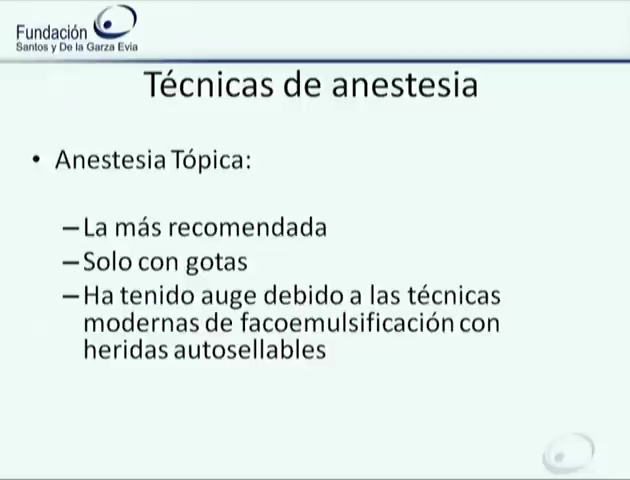 Fundación
Santos y De la Garza Evia
Técnicas de anestesia
• Anestesia Tópica:
– La más recomendada
– Solo con gotas
– Ha tenido auge debido a las técnicas
modernas de facoemulsificación con
heridas autosellables